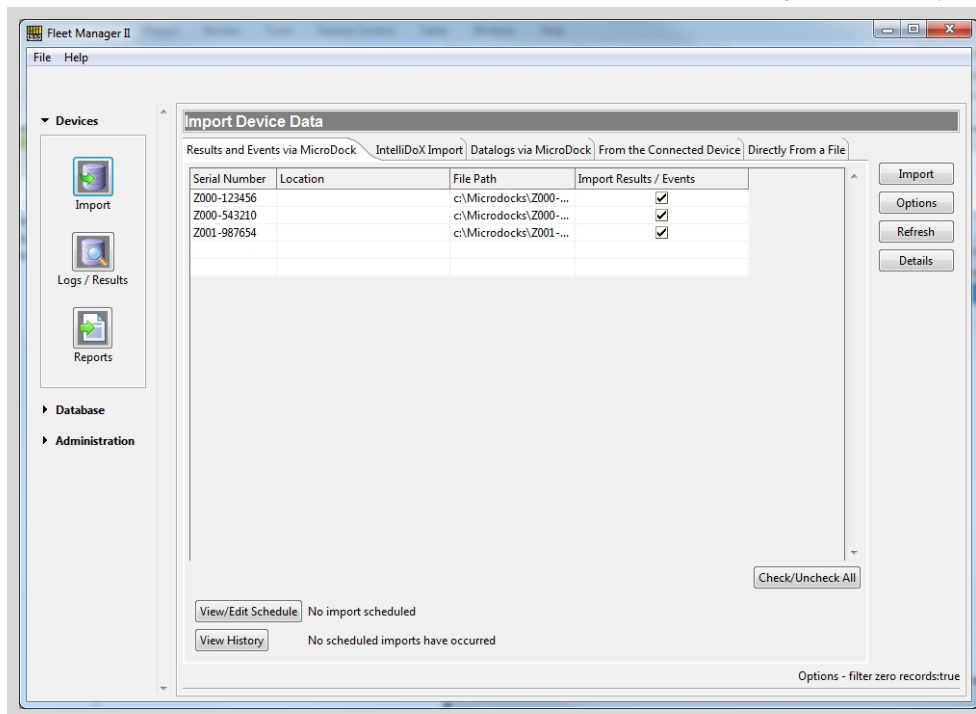 Fleet Manager II
File Help
Devices
Import
Logs / Results
Reports
Database
Administration
Import Device Data
Results and Events via MicroDock IntelliDoX Import Datalogs via MicroDock From the Connected Device Directly From a File
Serial Number Location File Path Import Results / Events
Z000-123456 c:\Microdocks\Z000-...
Z000-543210 c:\Microdocks\Z000-...
Z001-987654 c:\Microdocks\Z001-...
Import
Options
Refresh
Details
Check/Uncheck All
View/Edit Schedule No import scheduled
View History No scheduled imports have occurred
Options - filter zero records:true